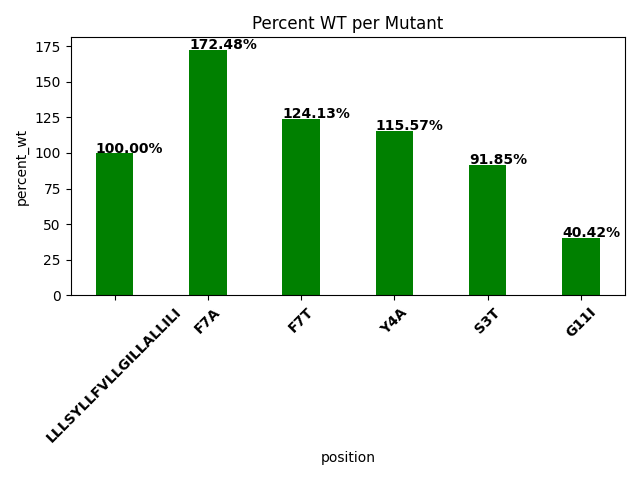 Percent WT per Mutant
percent_wt
175
150
125
100
75
50
25
0
100.00%
172.48%
124.13%
115.57%
91.85%
40.42%
LLLSYLLFVLLGILLALLILI
F7A
F7T
Y4A
S3T
G11I
position